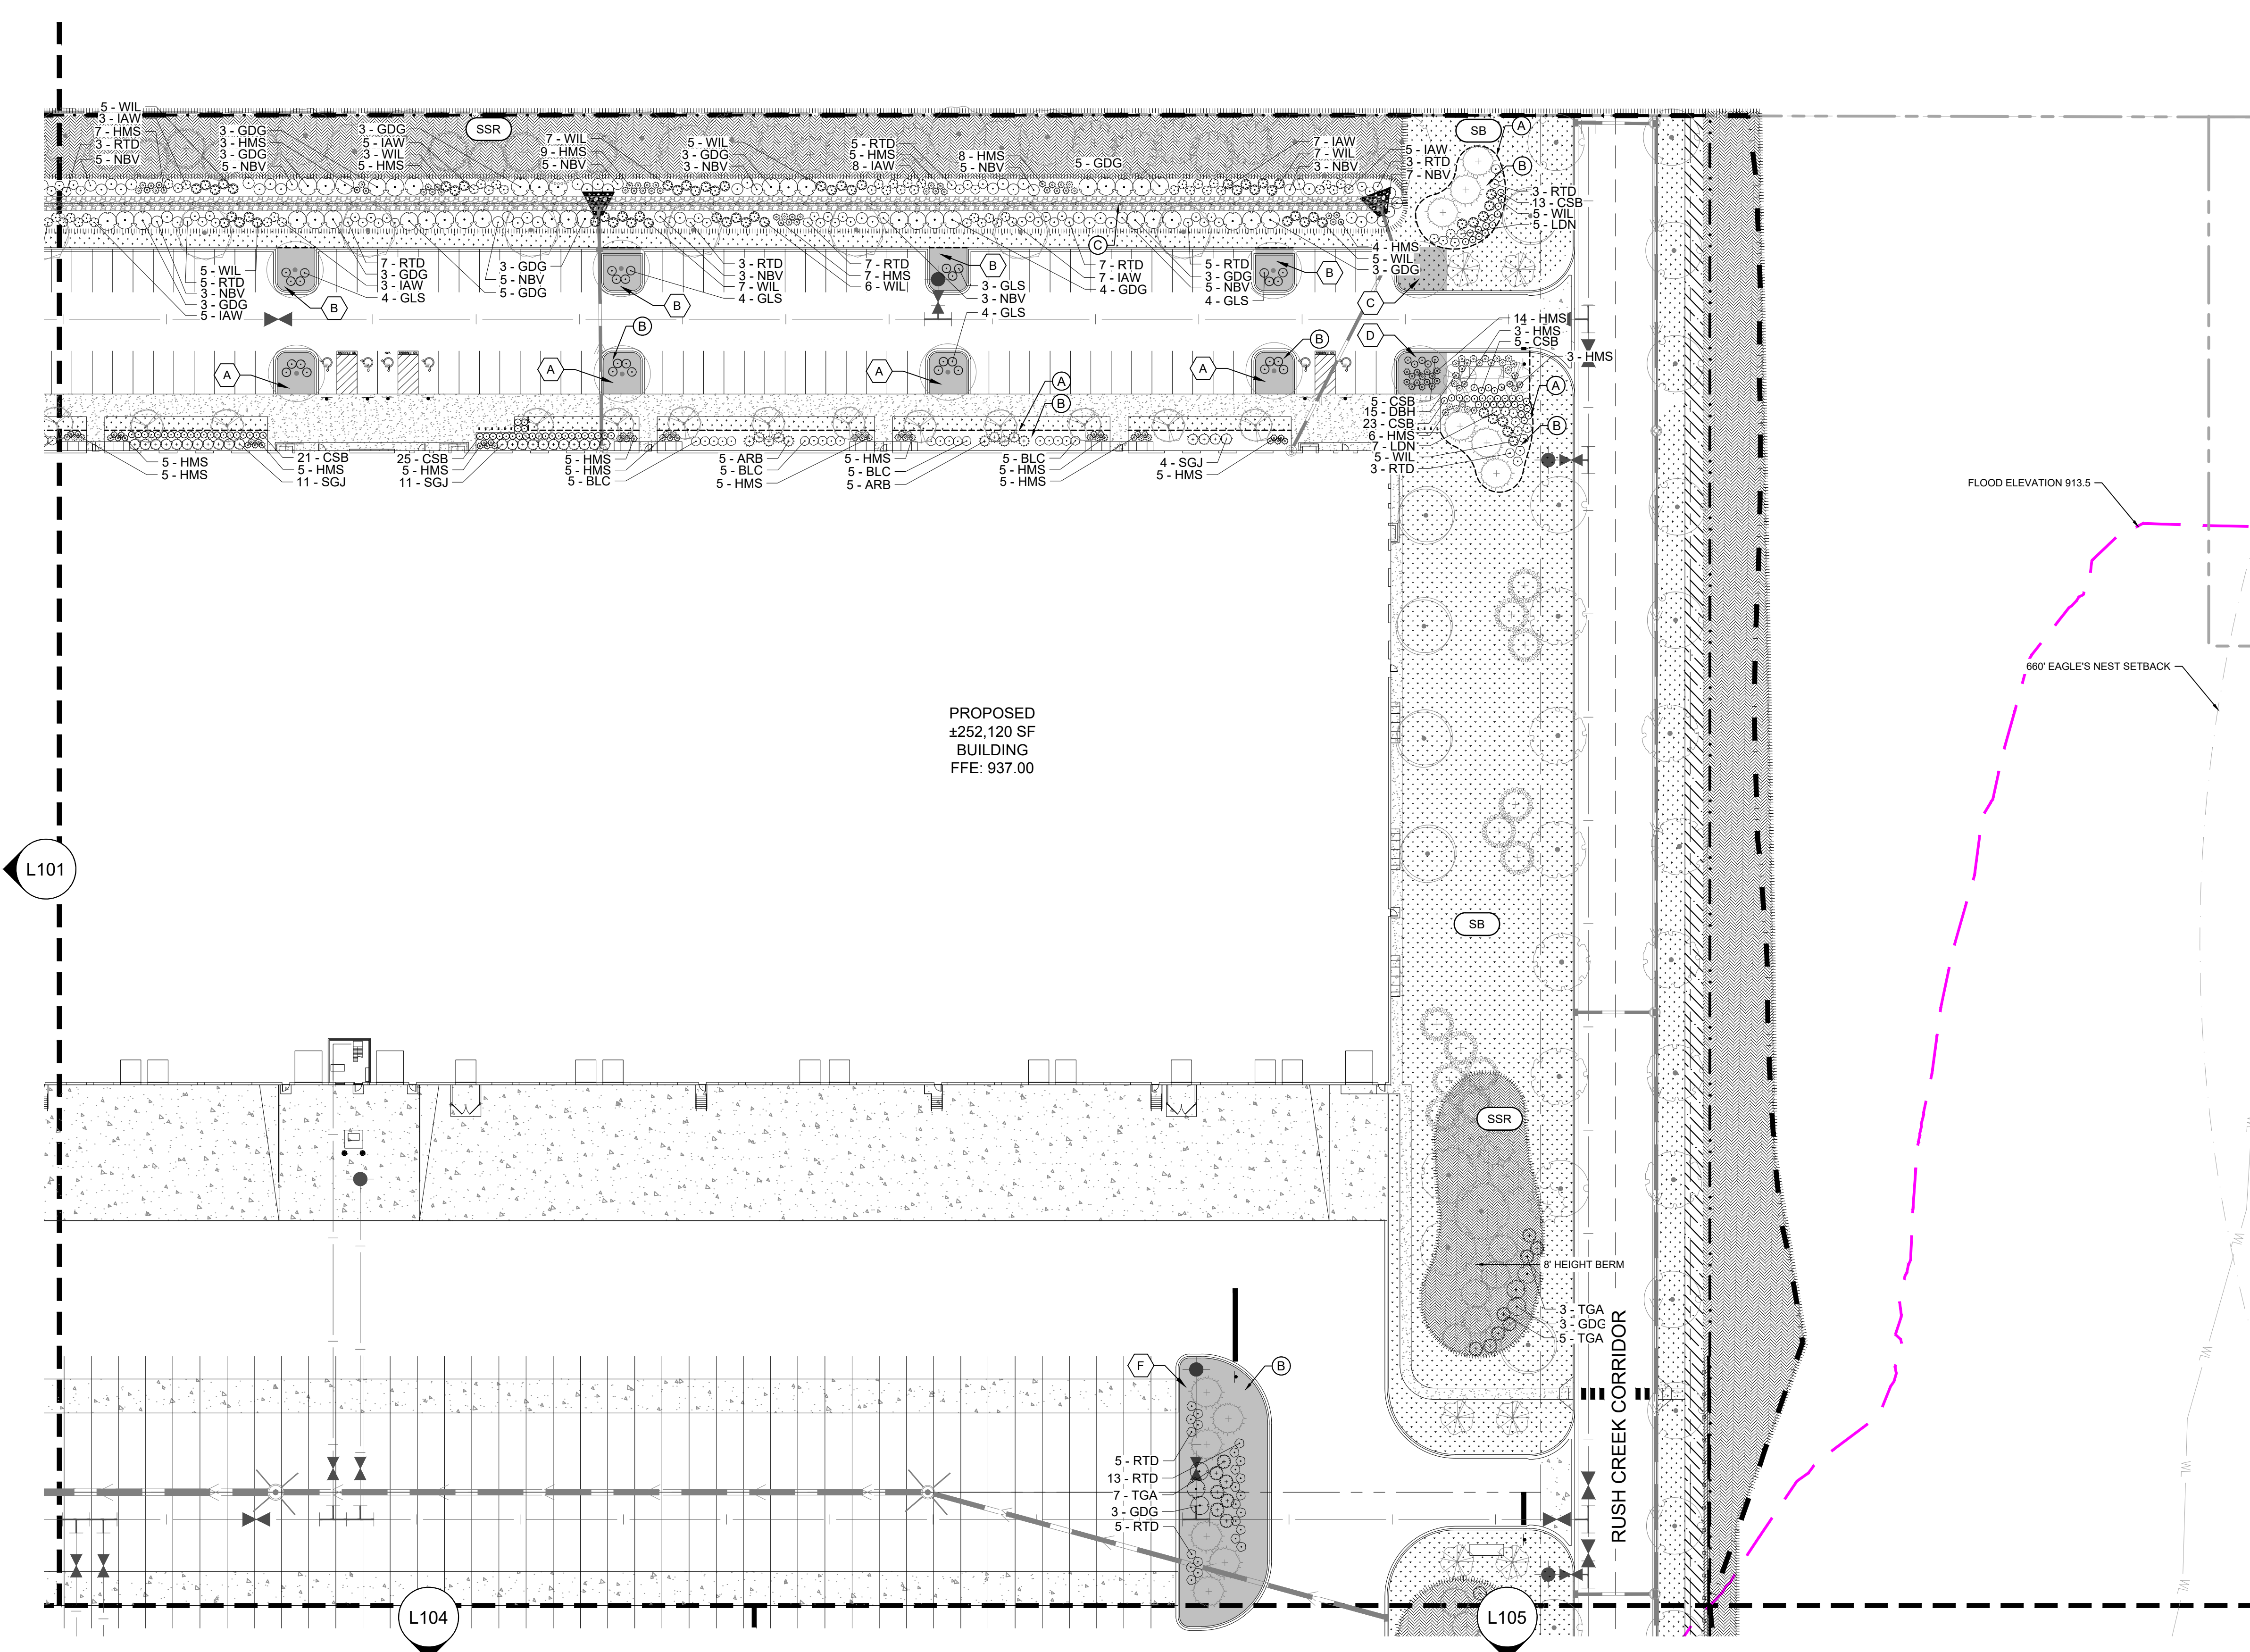 5 - WIL
3 - IAW
7 - HMS
3 - RTD
5 - NBV
3 - GDG
3 - HMS
3 - GDG
5 - NBV
3 - GDG
5 - IAW
3 - WIL
5 - HMS
SSR
7 - WIL
9 - HMS
5 - NBV
5 - WIL
3 - GDG
3 - NBV
5 - RTD
5 - HMS
8 - IAW
8 - HMS
5 - NBV
5 - GDG
7 - IAW
7 - WIL
3 - NBV
5 - IAW
3 - RTD
7 - NBV
SB
A
B
3 - RTD
13 - CSB
5 - WIL
5 - LDN
5 - WIL
5 - RTD
3 - NBV
3 - GDG
5 - IAW
B
7 - RTD
3 - GDG
3 - IAW
4 - GLS
3 - GDG
5 - NBV
5 - GDG
B
3 - RTD
3 - NBV
7 - WIL
4 - GLS
7 - RTD
7 - HMS
6 - WIL
B
3 - GLS
3 - NBV
4 - GLS
C
7 - RTD
7 - IAW
4 - GDG
5 - RTD
3 - GDG
5 - NBV
4 - GLS
B
4 - HMS
5 - WIL
3 - GDG
C
A
A
B
A
A
B
D
14 - HMS
3 - HMS
5 - CSB
3 - HMS
A
B
A
B
5 - CSB
15 - DBH
23 - CSB
6 - HMS
7 - LDN
5 - WIL
3 - RTD
5 - HMS
5 - HMS
21 - CSB
5 - HMS
11 - SGJ
25 - CSB
5 - HMS
11 - SGJ
5 - HMS
5 - HMS
5 - BLC
5 - ARB
5 - BLC
5 - HMS
5 - HMS
5 - BLC
5 - ARB
5 - BLC
5 - HMS
5 - HMS
4 - SGJ
5 - HMS
FLOOD ELEVATION 913.5
660' EAGLE'S NEST SETBACK
PROPOSED
±252,120 SF
BUILDING
FFE: 937.00
L101
SB
SSR
8' HEIGHT BERM
3 - TGA
3 - GDG
5 - TGA
RUSH CREEK CORRIDOR
F
B
5 - RTD
13 - RTD
7 - TGA
3 - GDG
5 - RTD
WL
WL
WL
WL
L104
L105